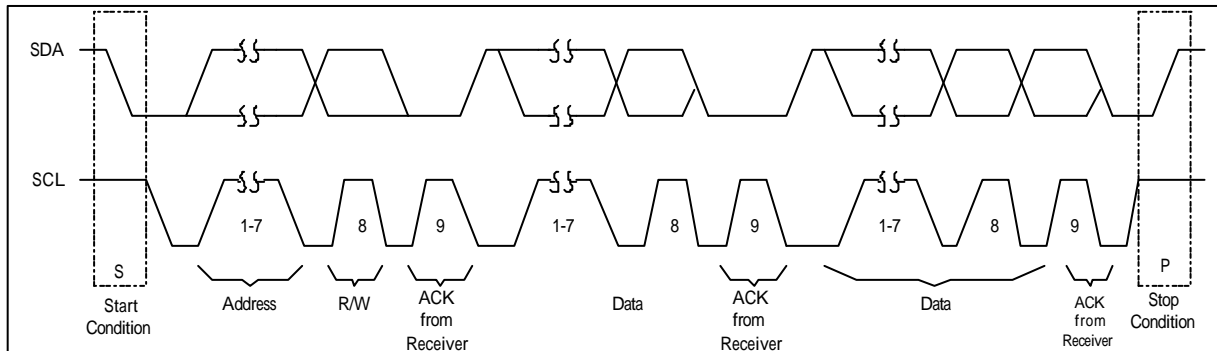 SDA
SCL
1-7 8 9 1-7 8 9 1-7 8 9
S P
Start Condition
Address
R/W
ACK from Receiver
Data
ACK from Receiver
Data
ACK from Receiver
Stop Condition